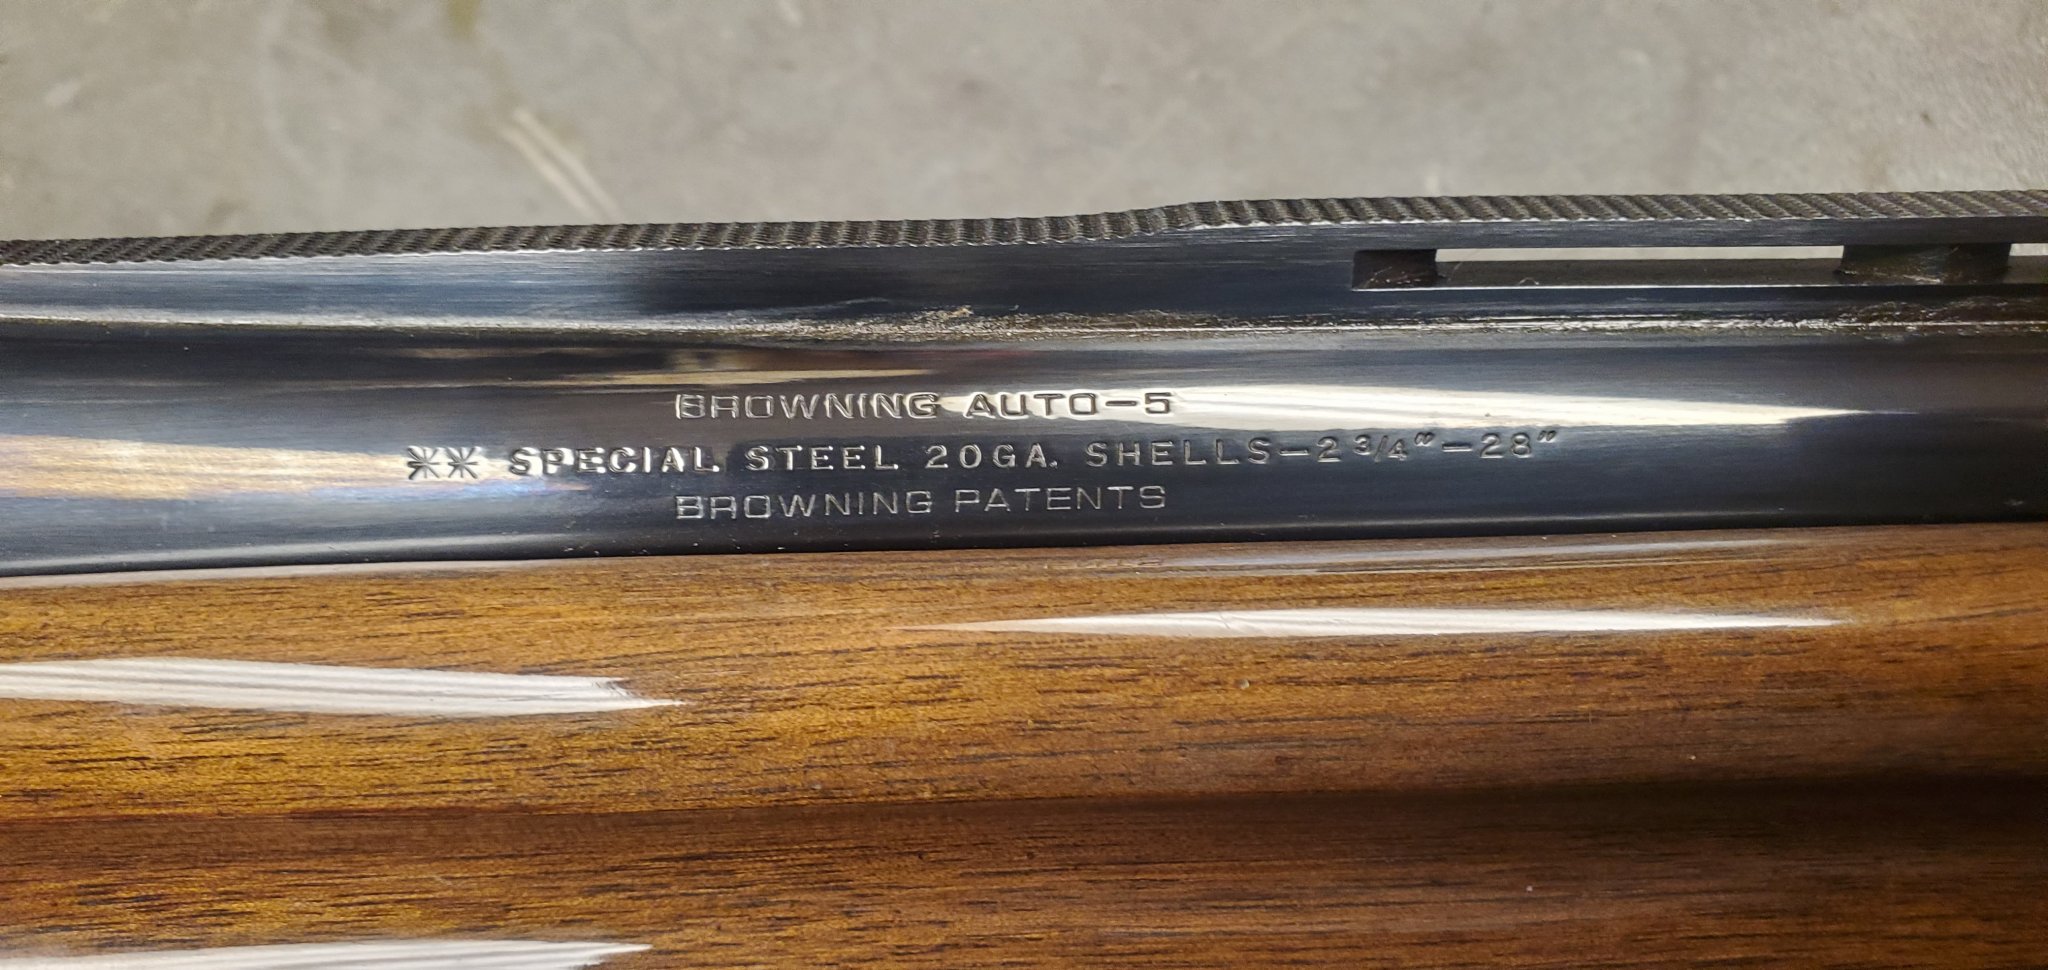 BROWNING AUTO-5
** SPECIAL STEEL 20GA. SHELLS-2 3/4"-28"
BROWNING PATENTS